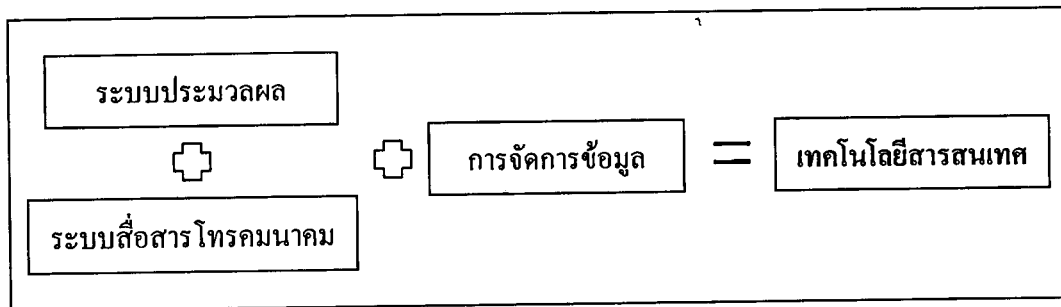 ระบบประมวลผล
ระบบสื่อสารโทรคมนาคม
การจัดการข้อมูล
=
เทคโนโลยีสารสนเทศ